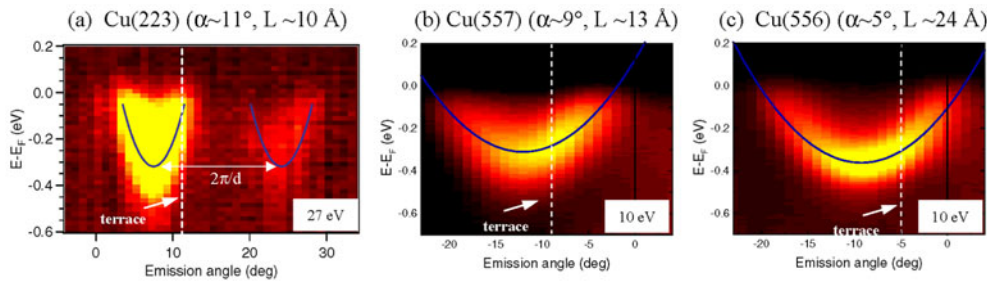 (a) Cu(223) (α~11°, L ~10 Å)
0.2
0.0
-0.2
-0.4
-0.6
E-E_F (eV)
2π/d
terrace
27 eV
0 10 20 30
Emission angle (deg)
(b) Cu(557) (α~9°, L ~13 Å)
0.2
0.0
-0.2
-0.4
-0.6
E-E_F (eV)
terrace
10 eV
-20 -15 -10 -5 0
Emission angle (deg)
(c) Cu(556) (α~5°, L ~24 Å)
0.2
0.0
-0.2
-0.4
-0.6
E-E_F (eV)
terrace
10 eV
-20 -15 -10 -5 0
Emission angle (deg)